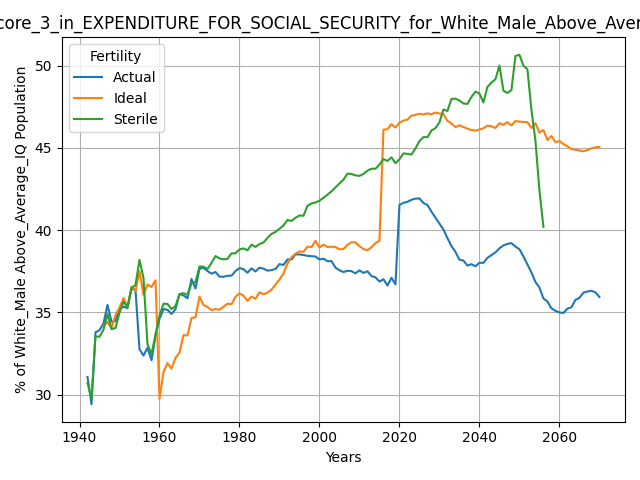 core_3_in_EXPENDITURE_FOR_SOCIAL_SECURITY_for_White_Male_Above_Aver
Fertility
Actual
Ideal
Sterile
% of White_Male Above_Average_IQ Population
50
45
40
35
30
1940
1960
1980
2000
2020
2040
2060
Years